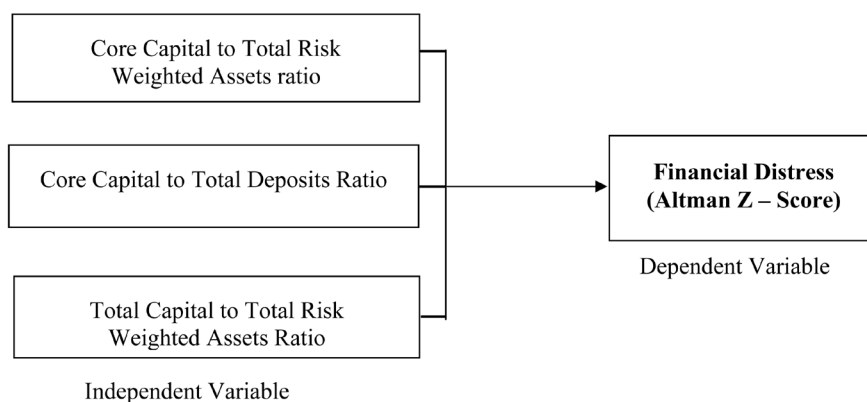 Core Capital to Total Risk
Weighted Assets ratio
Core Capital to Total Deposits Ratio
Total Capital to Total Risk
Weighted Assets Ratio
Independent Variable
Financial Distress
(Altman Z – Score)
Dependent Variable